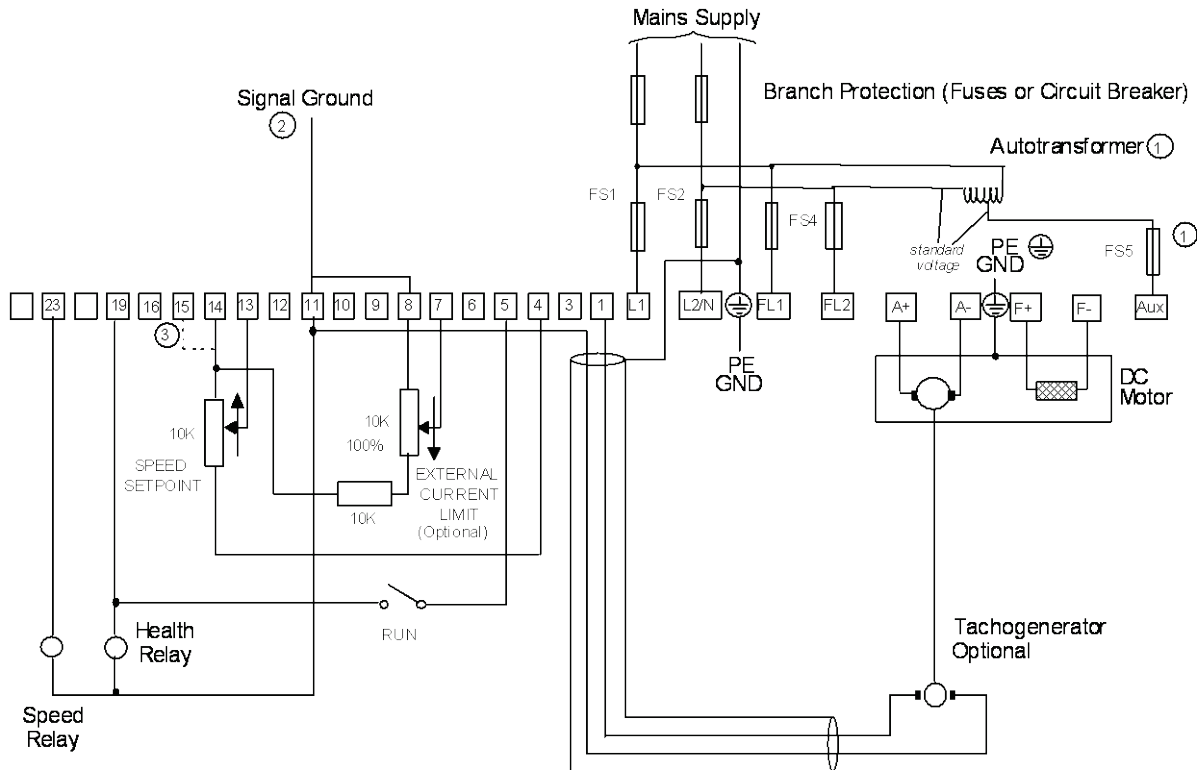 Mains Supply
Signal Ground
2
Branch Protection (Fuses or Circuit Breaker)
Autotransformer 1
FS1
FS2
FS4
standard
voltage
PE
GND
FS5
1
23
19
16
15
14
13
12
11
10
9
8
7
6
5
4
3
1
L1
L2/N
FL1
FL2
A+
A-
F+
F-
Aux
3
PE
GND
DC
Motor
10K
SPEED
SETPOINT
10K
100%
10K
EXTERNAL
CURRENT
LIMIT
(Optional)
RUN
Health
Relay
Tachogenerator
Optional
Speed
Relay